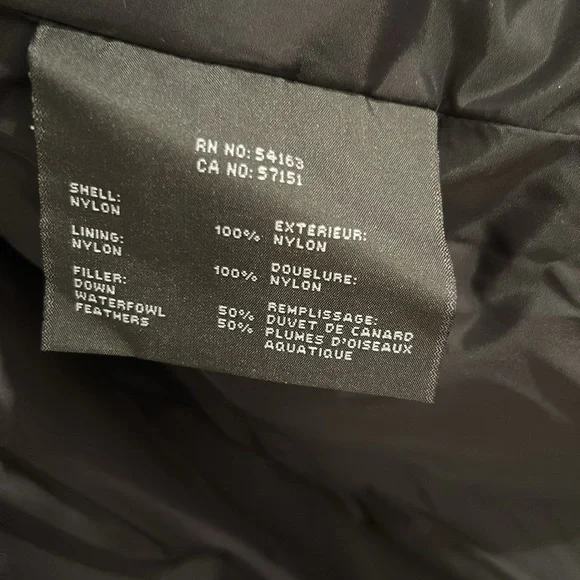 RN NO: 54163
CA NO: 57151
SHELL:
NYLON 100% EXTERIEUR:
NYLON
LINING:
NYLON 100% DOUBLURE:
NYLON
FILLER:
DOWN 50% REMPLISSAGE:
WATERFOWL 50% DUVET DE CANARD
FEATHERS PLUMES D'OISEAUX
AQUATIQUE